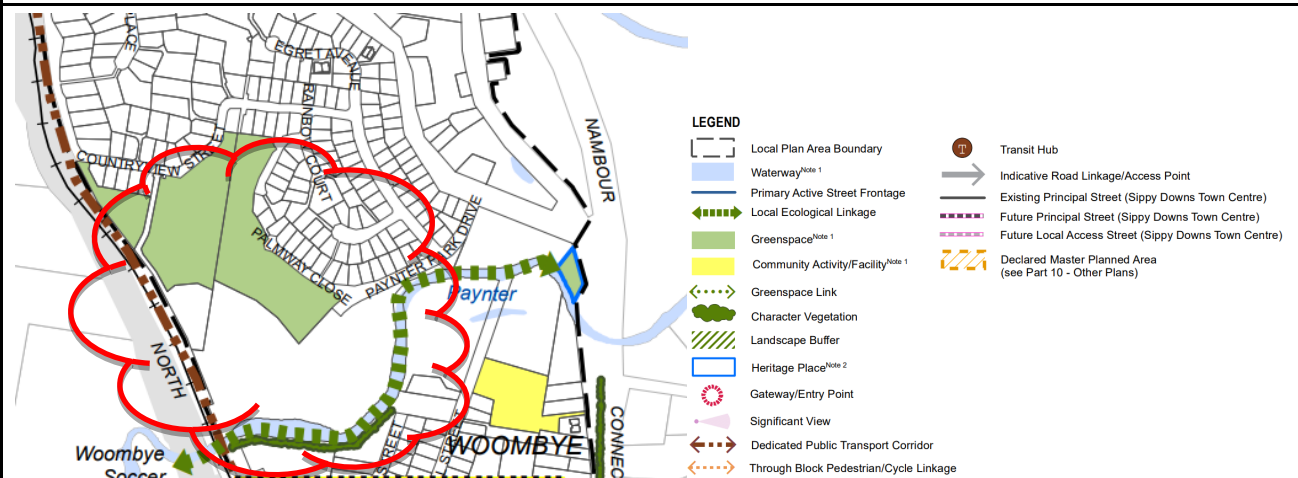 LACE
EGRET AVENUE
RAINBOW COURT
COUNTRY VIEW STREET
NAMBOUR
PALMWAY CLOSE
PAYNTER PARK DRIVE
Paynter
NORTH
STREET
STREET
WOOMBYE
CONNEC
Woombye
Soccer
LEGEND
Local Plan Area Boundary
Waterway Note 1
Primary Active Street Frontage
Local Ecological Linkage
Greenspace Note 1
Community Activity/Facility Note 1
Greenspace Link
Character Vegetation
Landscape Buffer
Heritage Place Note 2
Gateway/Entry Point
Significant View
Dedicated Public Transport Corridor
Through Block Pedestrian/Cycle Linkage
T
Transit Hub
Indicative Road Linkage/Access Point
Existing Principal Street (Sippy Downs Town Centre)
Future Principal Street (Sippy Downs Town Centre)
Future Local Access Street (Sippy Downs Town Centre)
Declared Master Planned Area
(see Part 10 - Other Plans)